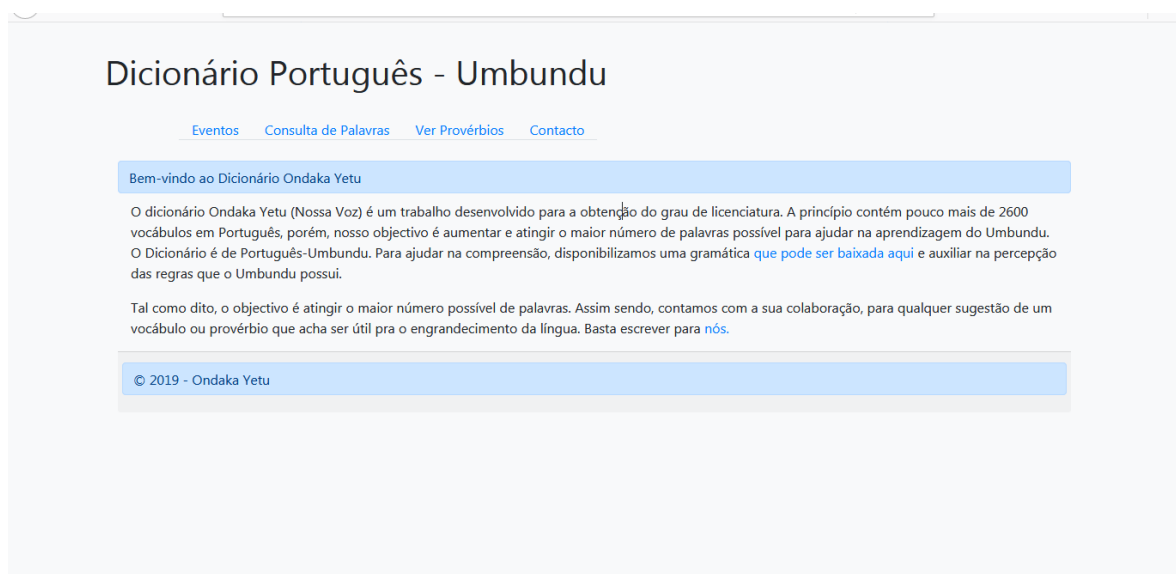 Dicionário Português - Umbundu
Eventos Consulta de Palavras Ver Provérbios Contacto
Bem-vindo ao Dicionário Ondaka Yetu
O dicionário Ondaka Yetu (Nossa Voz) é um trabalho desenvolvido para a obtenção do grau de licenciatura. A princípio contém pouco mais de 2600
vocábulos em Português, porém, nosso objectivo é aumentar e atingir o maior número de palavras possível para ajudar na aprendizagem do Umbundu.
O Dicionário é de Português-Umbundu. Para ajudar na compreensão, disponibilizamos uma gramática que pode ser baixada aqui e auxiliar na percepção
das regras que o Umbundu possui.
Tal como dito, o objectivo é atingir o maior número possível de palavras. Assim sendo, contamos com a sua colaboração, para qualquer sugestão de um
vocábulo ou provérbio que acha ser útil pra o engrandecimento da língua. Basta escrever para nós.
© 2019 - Ondaka Yetu